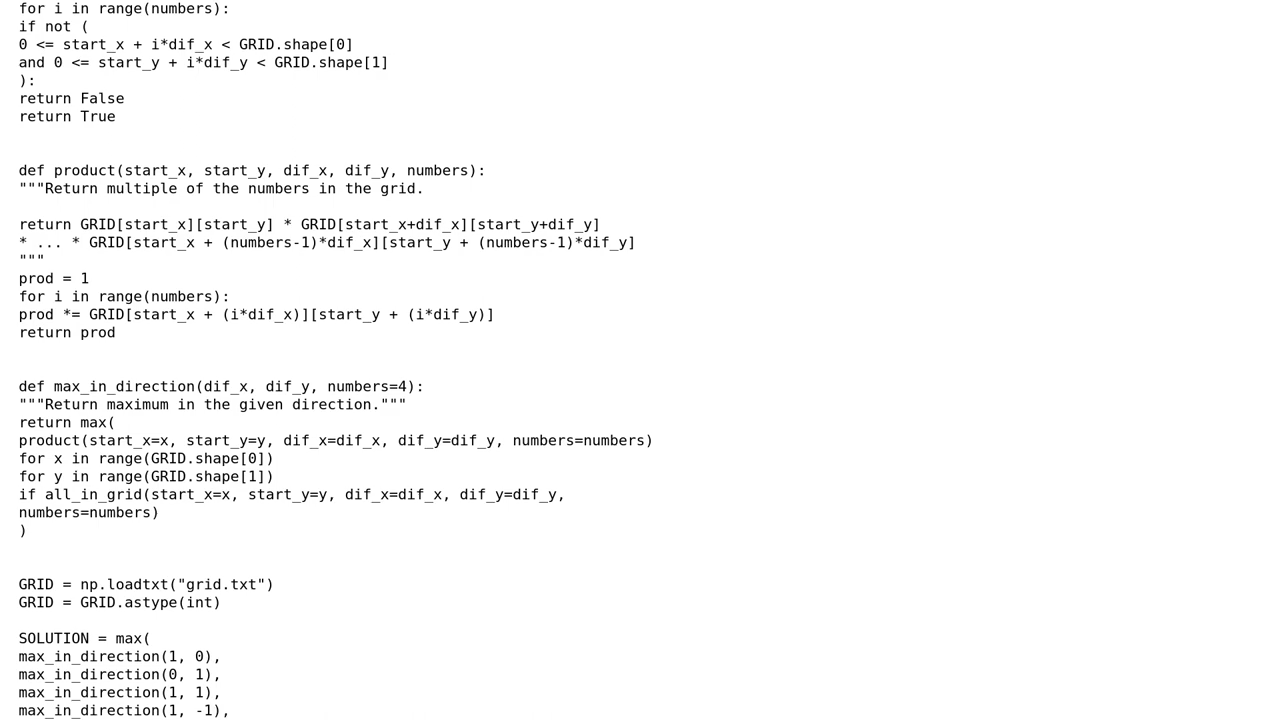 for i in range(numbers):
if not (
0 <= start_x + i*dif_x < GRID.shape[0]
and 0 <= start_y + i*dif_y < GRID.shape[1]
):
return False
return True
def product(start_x, start_y, dif_x, dif_y, numbers):
"""Return multiple of the numbers in the grid.
return GRID[start_x][start_y] * GRID[start_x+dif_x][start_y+dif_y]
* ... * GRID[start_x + (numbers-1)*dif_x][start_y + (numbers-1)*dif_y]
"""
prod = 1
for i in range(numbers):
prod *= GRID[start_x + (i*dif_x)][start_y + (i*dif_y)]
return prod
def max_in_direction(dif_x, dif_y, numbers=4):
"""Return maximum in the given direction."""
return max(
product(start_x=x, start_y=y, dif_x=dif_x, dif_y=dif_y, numbers=numbers)
for x in range(GRID.shape[0])
for y in range(GRID.shape[1])
if all_in_grid(start_x=x, start_y=y, dif_x=dif_x, dif_y=dif_y,
numbers=numbers)
)
GRID = np.loadtxt("grid.txt")
GRID = GRID.astype(int)
SOLUTION = max(
max_in_direction(1, 0),
max_in_direction(0, 1),
max_in_direction(1, 1),
max_in_direction(1, -1),